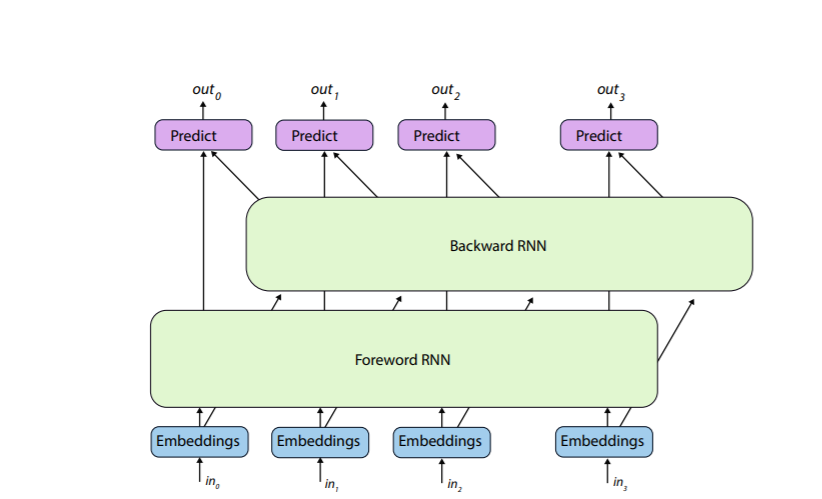 out0 out1 out2 out3
Predict Predict Predict Predict
Backward RNN
Foreword RNN
Embeddings Embeddings Embeddings Embeddings
in0 in1 in2 in3